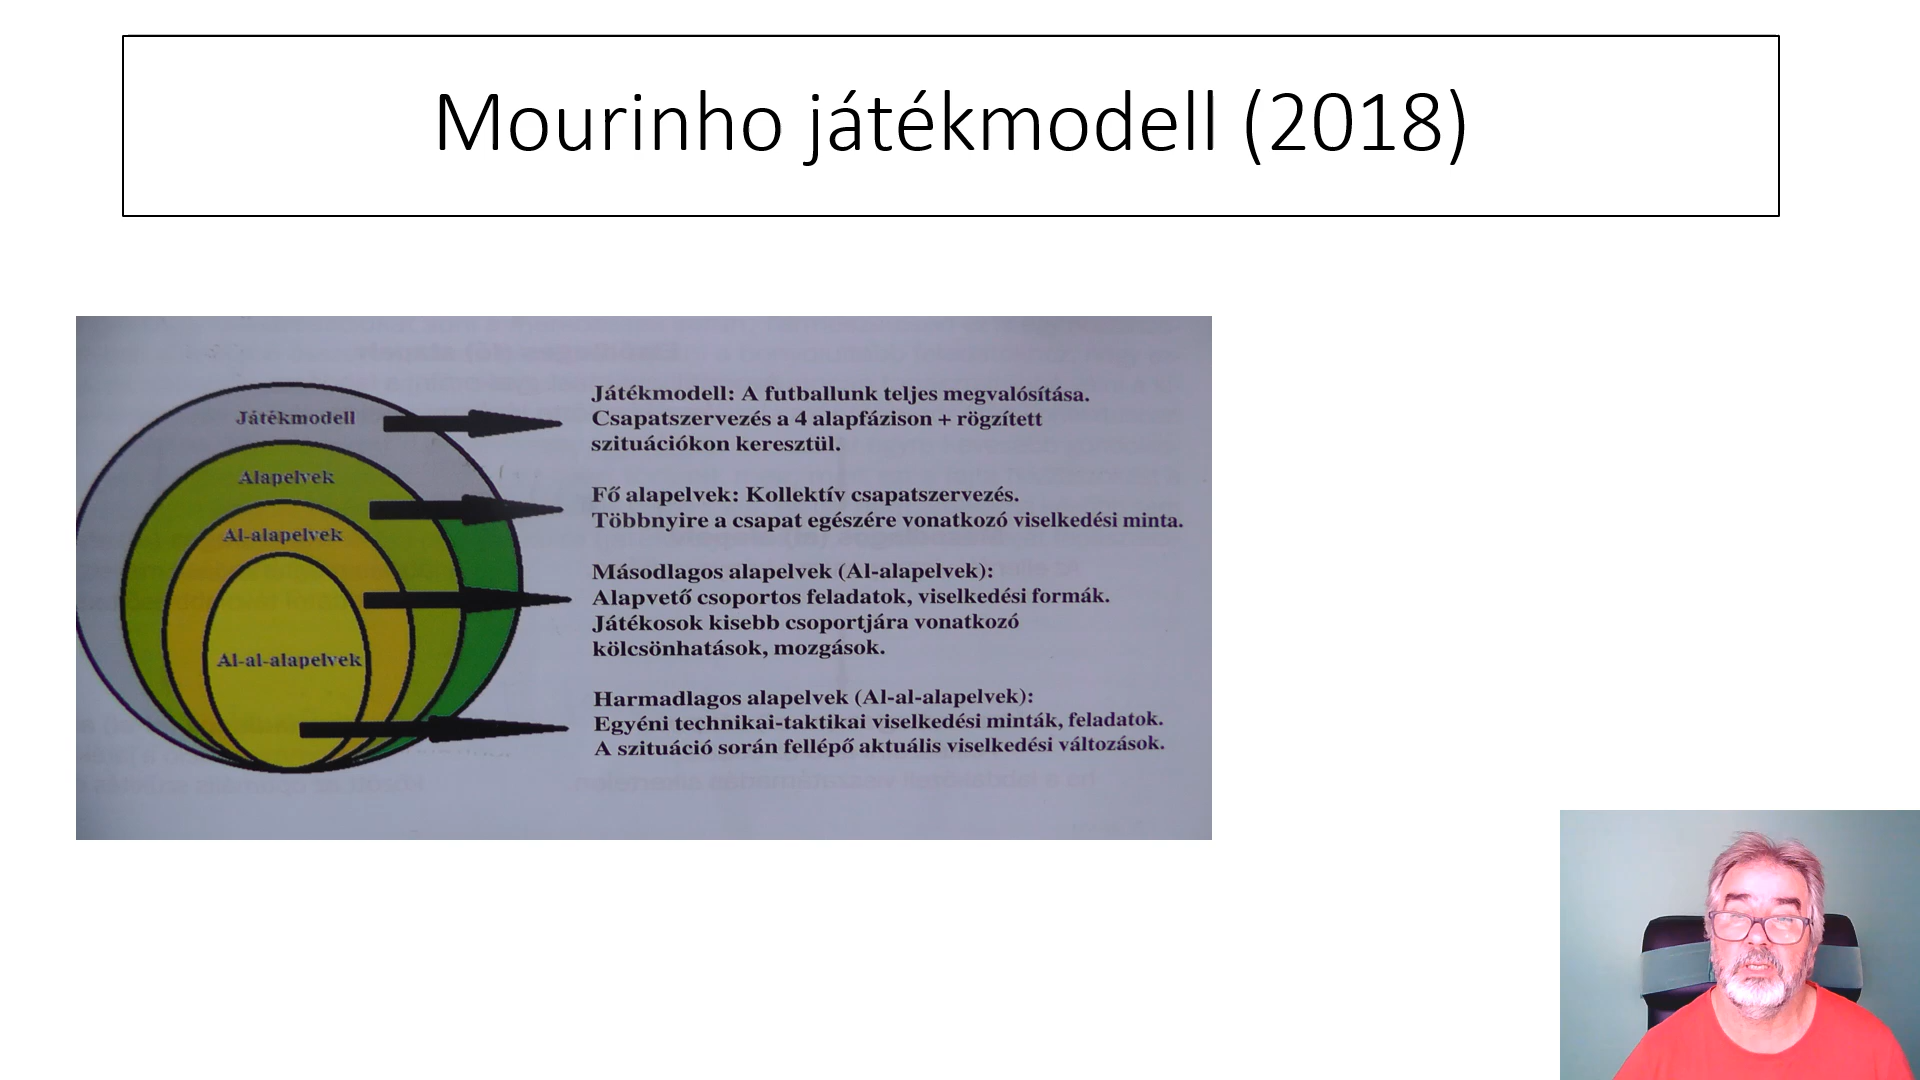 Mourinho játékmodell (2018)
Játékmodell
Alapelvek
Al-alapelvek
Al-al-alapelvek
Játékmodell: A futballunk teljes megvalósítása.
Csapatszervezés a 4 alapfázison + rögzített
szituációkon keresztül.
Fő alapelvek: Kollektív csapatszervezés.
Többnyire a csapat egészére vonatkozó viselkedési minta.
Másodlagos alapelvek (Al-alapelvek):
Alapvető csoportos feladatok, viselkedési formák.
Játékosok kisebb csoportjára vonatkozó
kölcsönhatások, mozgások.
Harmadlagos alapelvek (Al-al-alapelvek):
Egyéni technikai-taktikai viselkedési minták, feladatok.
A szituáció során fellépő aktuális viselkedési változások.